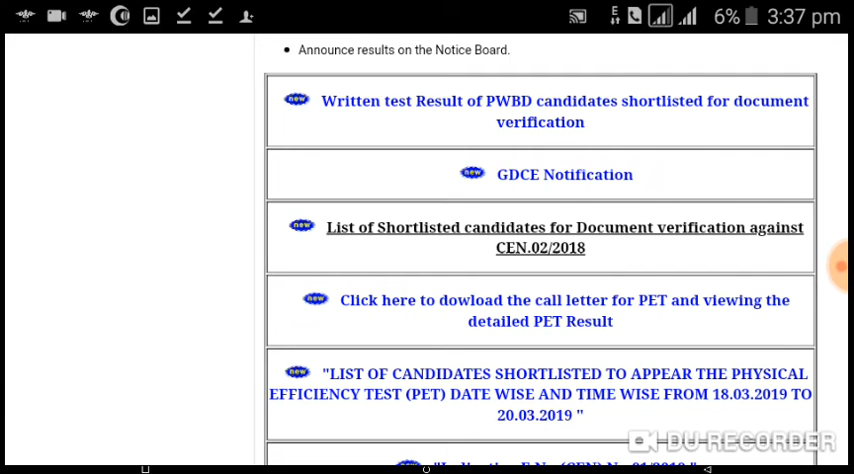 E
6%
3:37 pm
Announce results on the Notice Board.
new Written test Result of PWBD candidates shortlisted for document
verification
new GDCE Notification
new List of Shortlisted candidates for Document verification against
CEN.02/2018
new Click here to dowload the call letter for PET and viewing the
detailed PET Result
new "LIST OF CANDIDATES SHORTLISTED TO APPEAR THE PHYSICAL
EFFICIENCY TEST (PET) DATE WISE AND TIME WISE FROM 18.03.2019 TO
20.03.2019 "
DU RECORDER